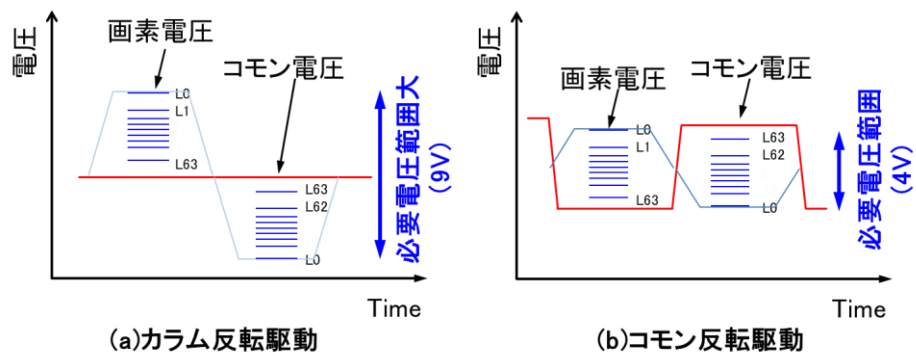 電圧
画素電圧
コモン電圧
L0
L1
L63
L63
L62
L0
必要電圧範囲大
(9V)
Time
(a)カラム反転駆動
電圧
画素電圧
コモン電圧
L0
L1
L63
L63
L62
L0
必要電圧範囲
(4V)
Time
(b)コモン反転駆動